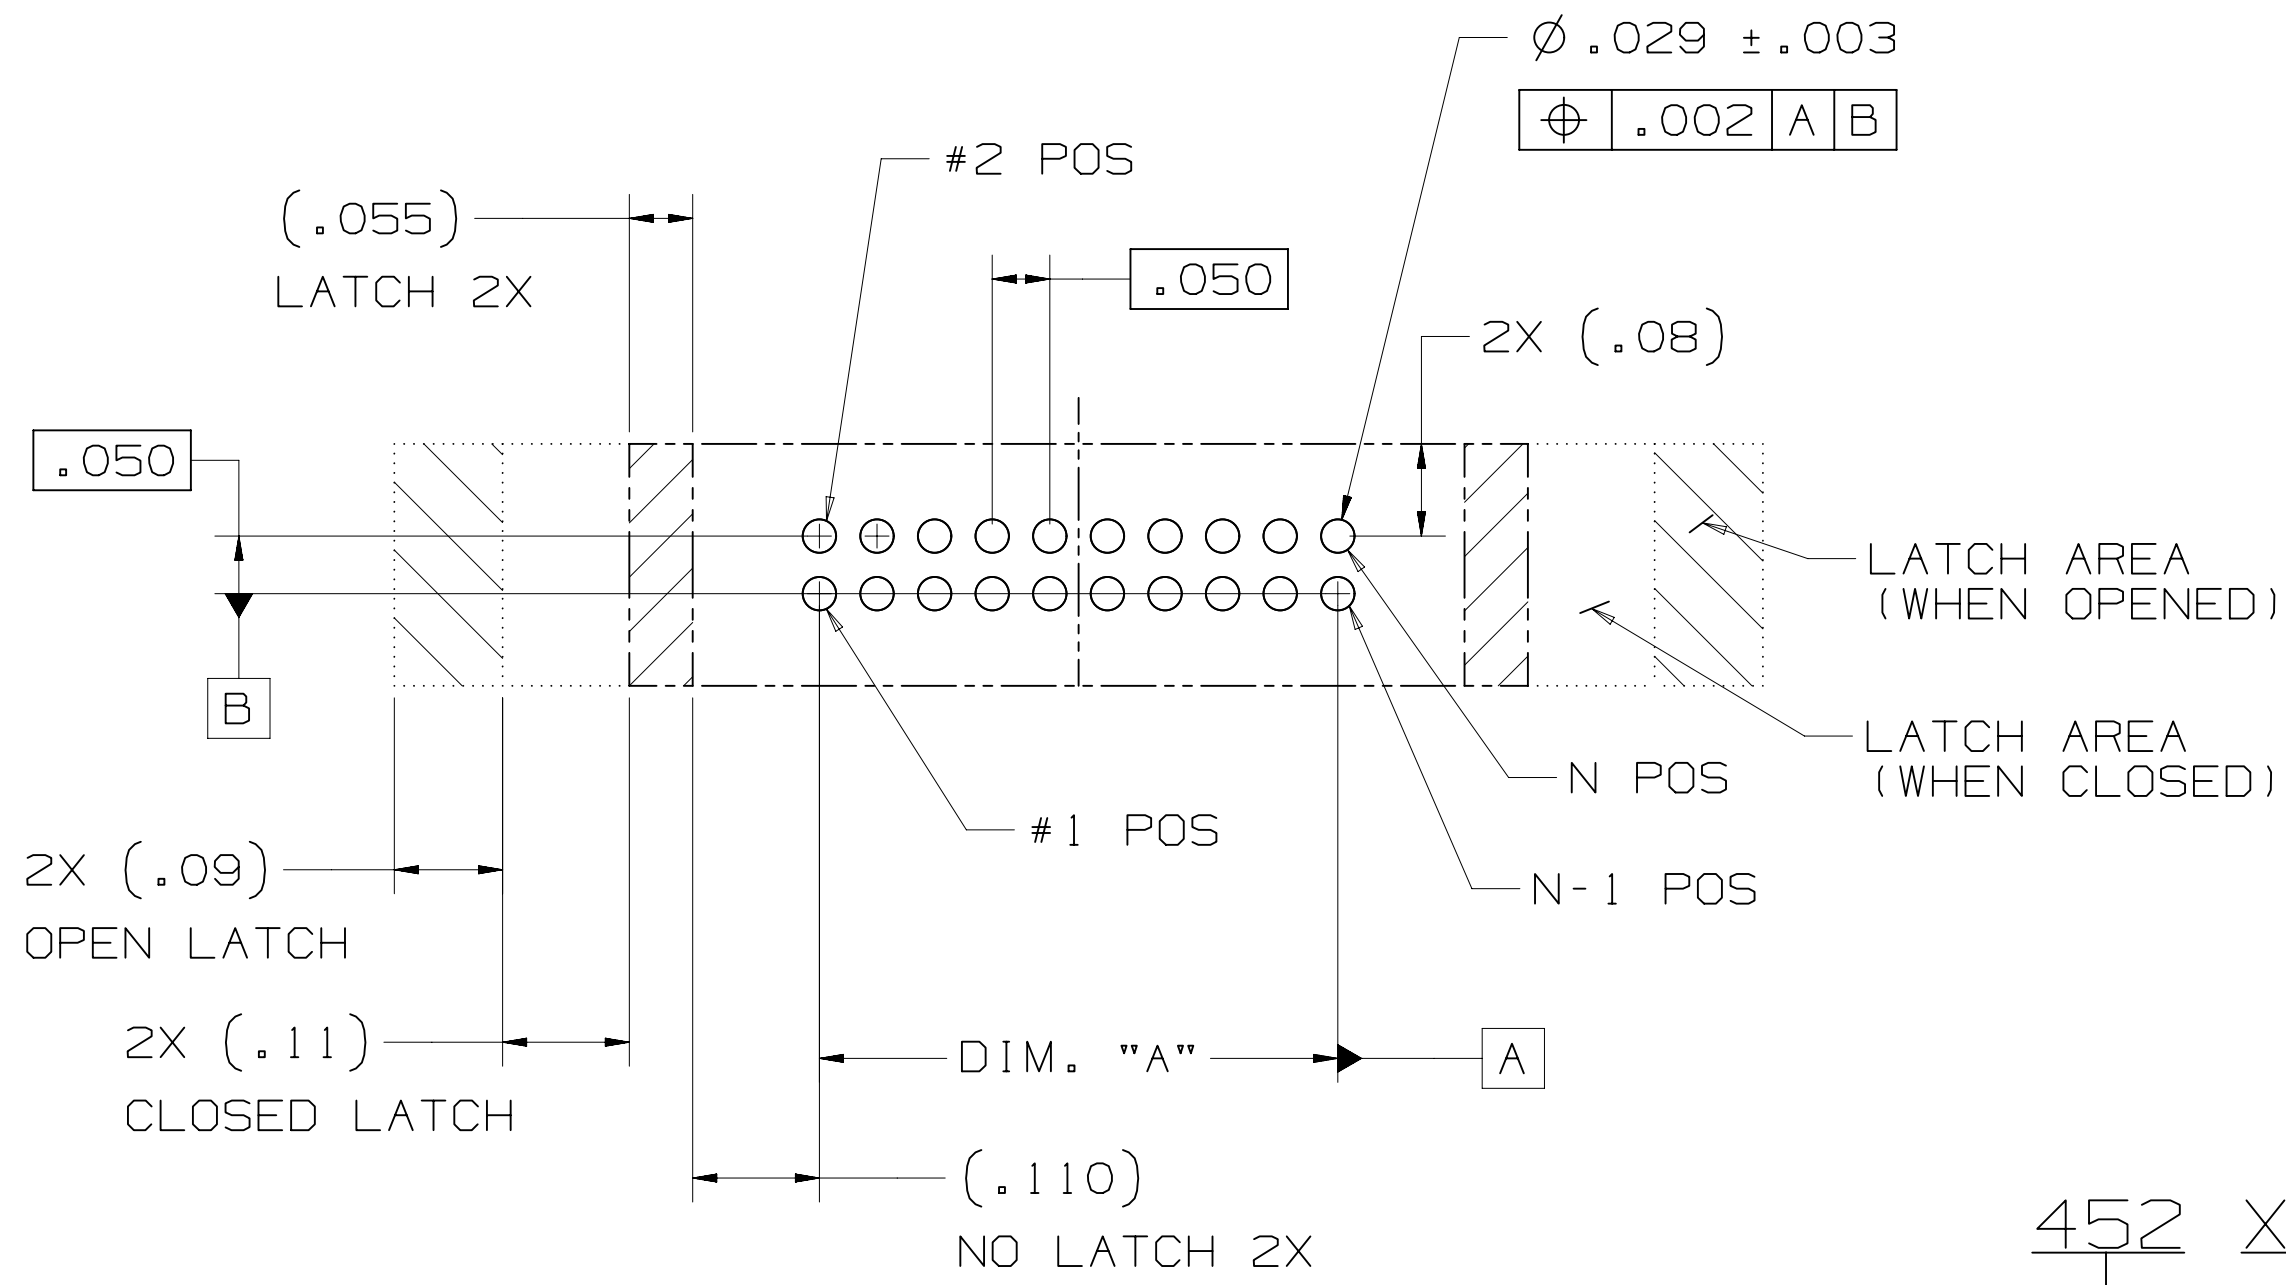 Ø .029 ±.003
⌖ .002 A B
#2 POS
(.055)
LATCH 2X
.050
2X (.08)
.050
LATCH AREA
(WHEN OPENED)
B
LATCH AREA
(WHEN CLOSED)
N POS
#1 POS
2X (.09)
OPEN LATCH
N-1 POS
2X (.11)
CLOSED LATCH
DIM. "A"
A
(.110)
NO LATCH 2X
452 X